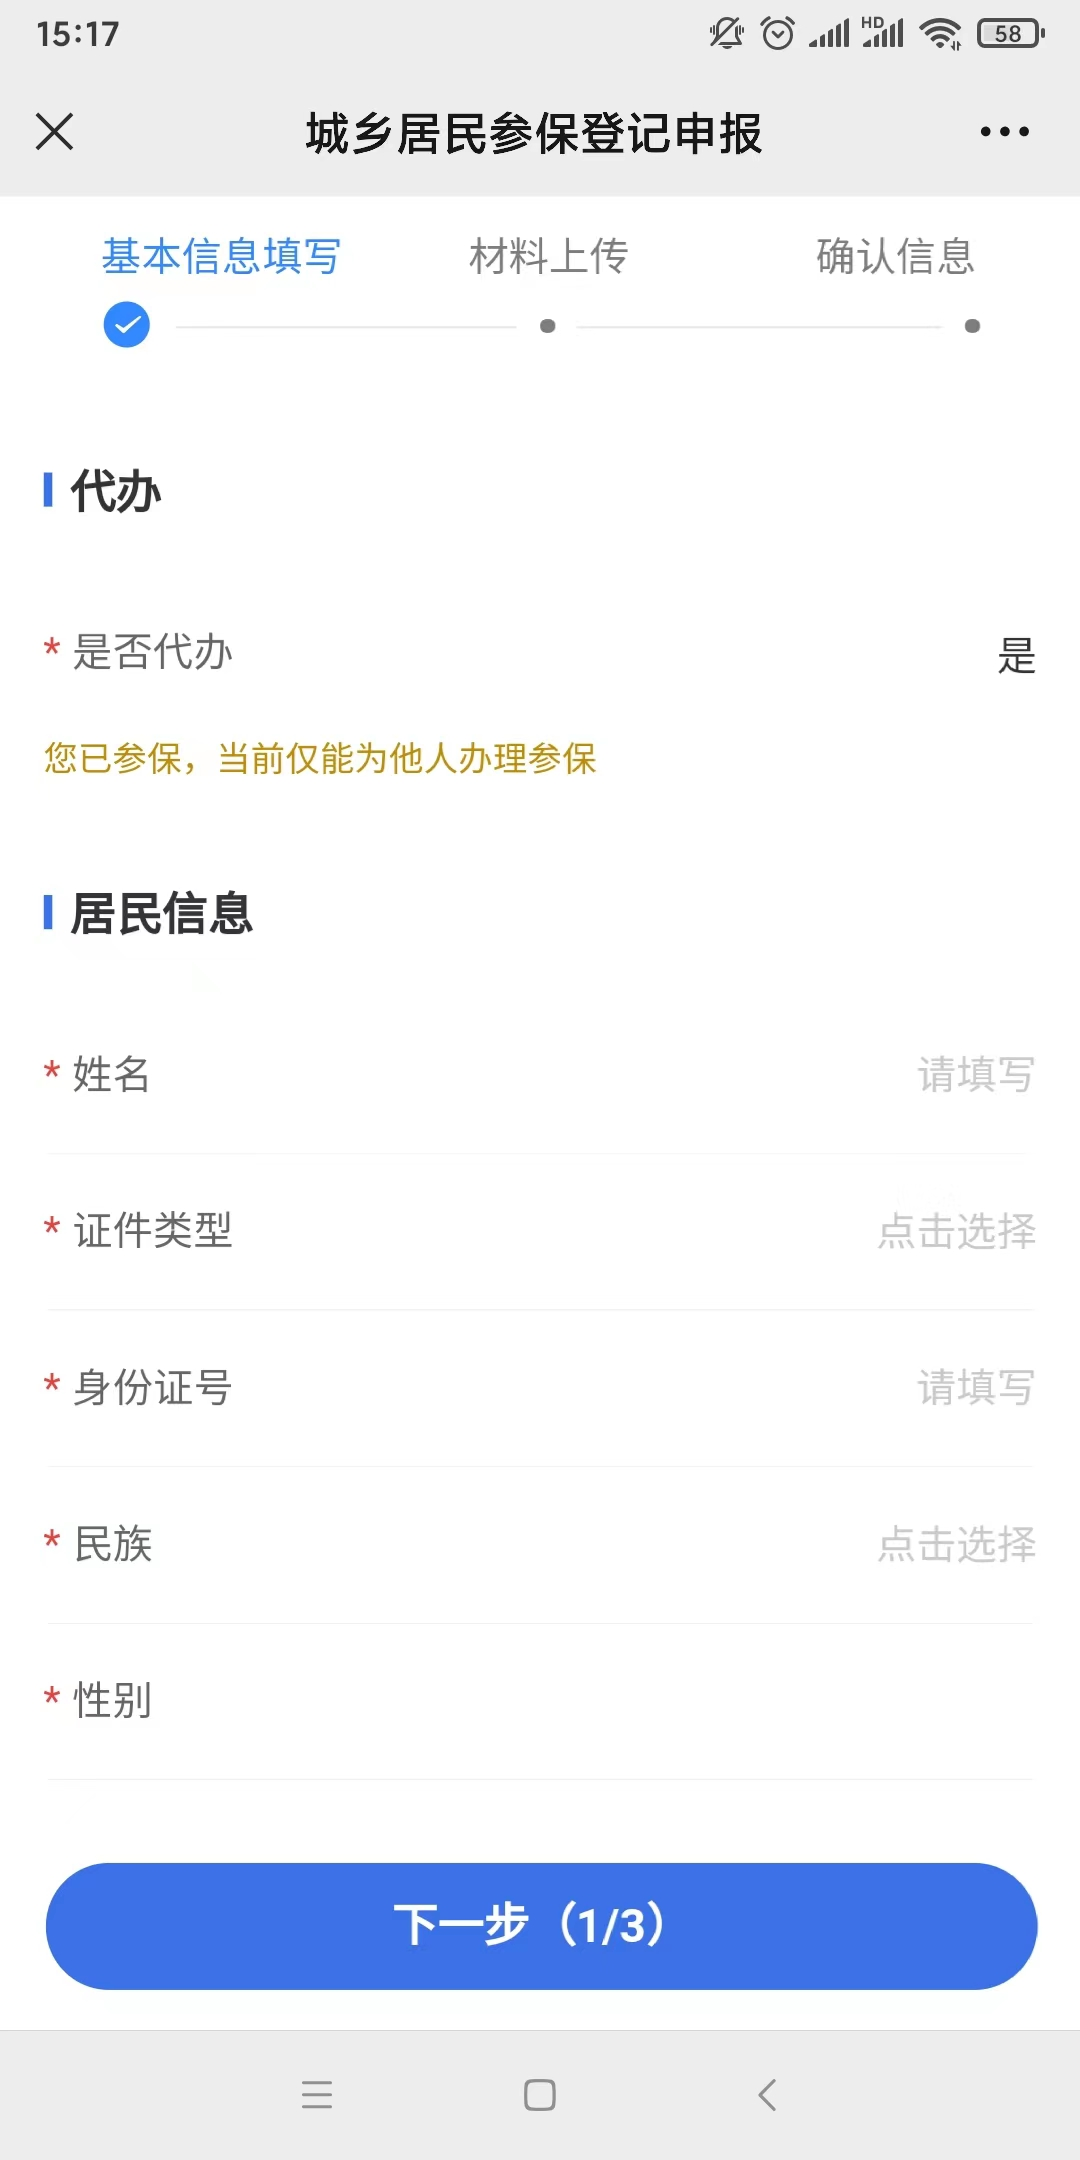 15:17
HD
58
城乡居民参保登记申报
基本信息填写 材料上传 确认信息
代办
* 是否代办 是
您已参保，当前仅能为他人办理参保
居民信息
* 姓名 请填写
* 证件类型 点击选择
* 身份证号 请填写
* 民族 点击选择
* 性别
下一步（1/3）